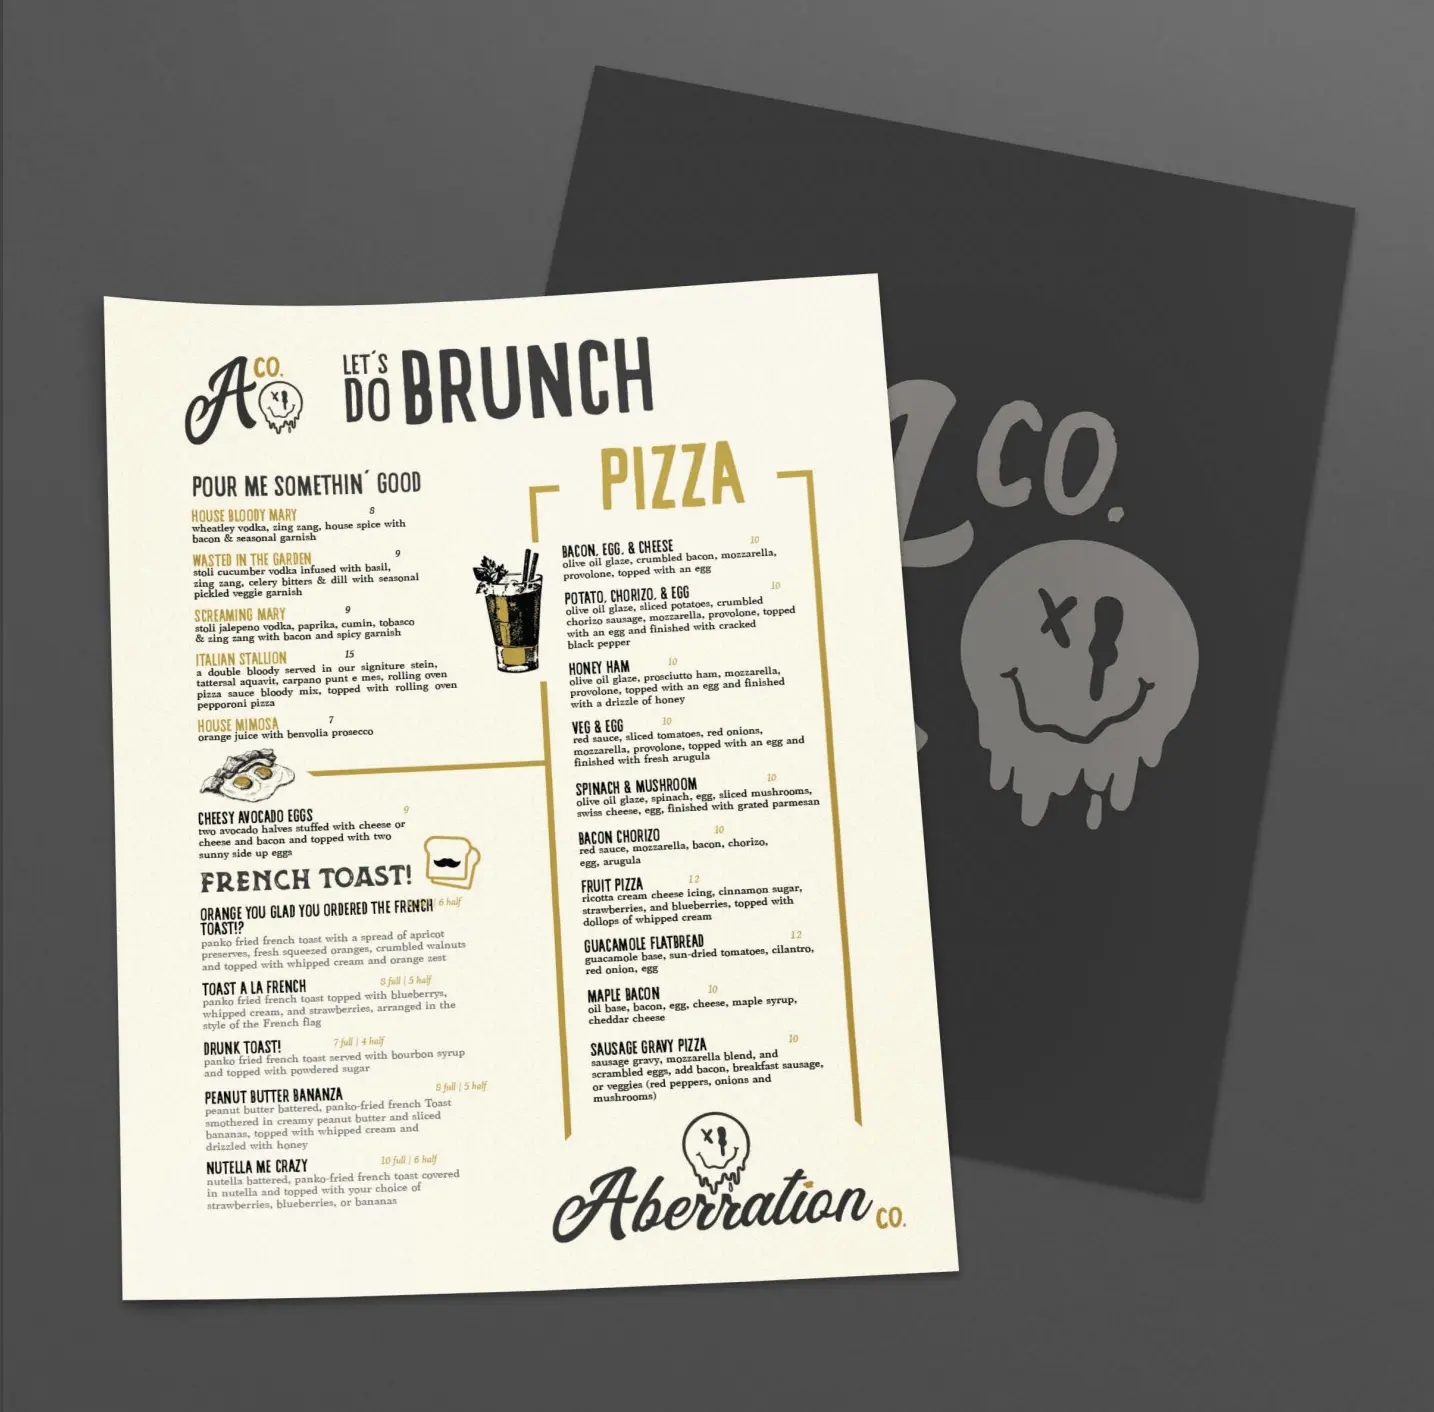 A CO.
LET'S
DO BRUNCH
POUR ME SOMETHIN' GOOD
HOUSE BLOODY MARY 8
wheatley vodka, zing zang, house spice with
bacon & seasonal garnish
WASTED IN THE GARDEN 9
stoli cucumber vodka infused with basil,
zing zang, celery bitters & dill with seasonal
pickled veggie garnish
SCREAMING MARY 9
stoli jalepeno vodka, paprika, cumin, tobasco
& zing zang with bacon and spicy garnish
ITALIAN STALLION 15
a double bloody served in our signiture stein,
tattersal aquavit, carpano punt e mes, rolling oven
pizza sauce bloody mix, topped with rolling oven
pepporoni pizza
HOUSE MIMOSA 7
orange juice with benvolia prosecco
CHEESY AVOCADO EGGS 9
two avocado halves stuffed with cheese or
cheese and bacon and topped with two
sunny side up eggs
FRENCH TOAST!
ORANGE YOU GLAD YOU ORDERED THE FRENCH | 6 half
TOAST!?
panko fried french toast with a spread of apricot
preserves, fresh squeezed oranges, crumbled walnuts
and topped with whipped cream and orange zest
TOAST A LA FRENCH 8 full | 5 half
panko fried french toast topped with blueberrys,
whipped cream, and strawberries, arranged in the
style of the French flag
DRUNK TOAST! 7 full | 4 half
panko fried french toast served with bourbon syrup
and topped with powdered sugar
PEANUT BUTTER BANANZA 8 full | 5 half
peanut butter battered, panko-fried french Toast
smothered in creamy peanut butter and sliced
bananas, topped with whipped cream and
drizzled with honey
NUTELLA ME CRAZY 10 full | 6 half
nutella battered, panko-fried french toast covered
in nutella and topped with your choice of
strawberries, blueberries, or bananas
PIZZA
BACON, EGG, & CHEESE 10
olive oil glaze, crumbled bacon, mozzarella,
provolone, topped with an egg
POTATO, CHORIZO, & EGG 10
olive oil glaze, sliced potatoes, crumbled
chorizo sausage, mozzarella, provolone, topped
with an egg and finished with cracked
black pepper
HONEY HAM 10
olive oil glaze, prosciutto ham, mozzarella,
provolone, topped with an egg and finished
with a drizzle of honey
VEG & EGG 10
red sauce, sliced tomatoes, red onions,
mozzarella, provolone, topped with an egg and
finished with fresh arugula
SPINACH & MUSHROOM 10
olive oil glaze, spinach, egg, sliced mushrooms,
swiss cheese, egg, finished with grated parmesan
BACON CHORIZO 10
red sauce, mozzarella, bacon, chorizo,
egg, arugula
FRUIT PIZZA 12
ricotta cream cheese icing, cinnamon sugar,
strawberries, and blueberries, topped with
dollops of whipped cream
GUACAMOLE FLATBREAD 12
guacamole base, sun-dried tomatoes, cilantro,
red onion, egg
MAPLE BACON 10
oil base, bacon, egg, cheese, maple syrup,
cheddar cheese
SAUSAGE GRAVY PIZZA 10
sausage gravy, mozzarella blend, and
scrambled eggs, add bacon, breakfast sausage,
or veggies (red peppers, onions and
mushrooms)
Aberration CO.
CO.